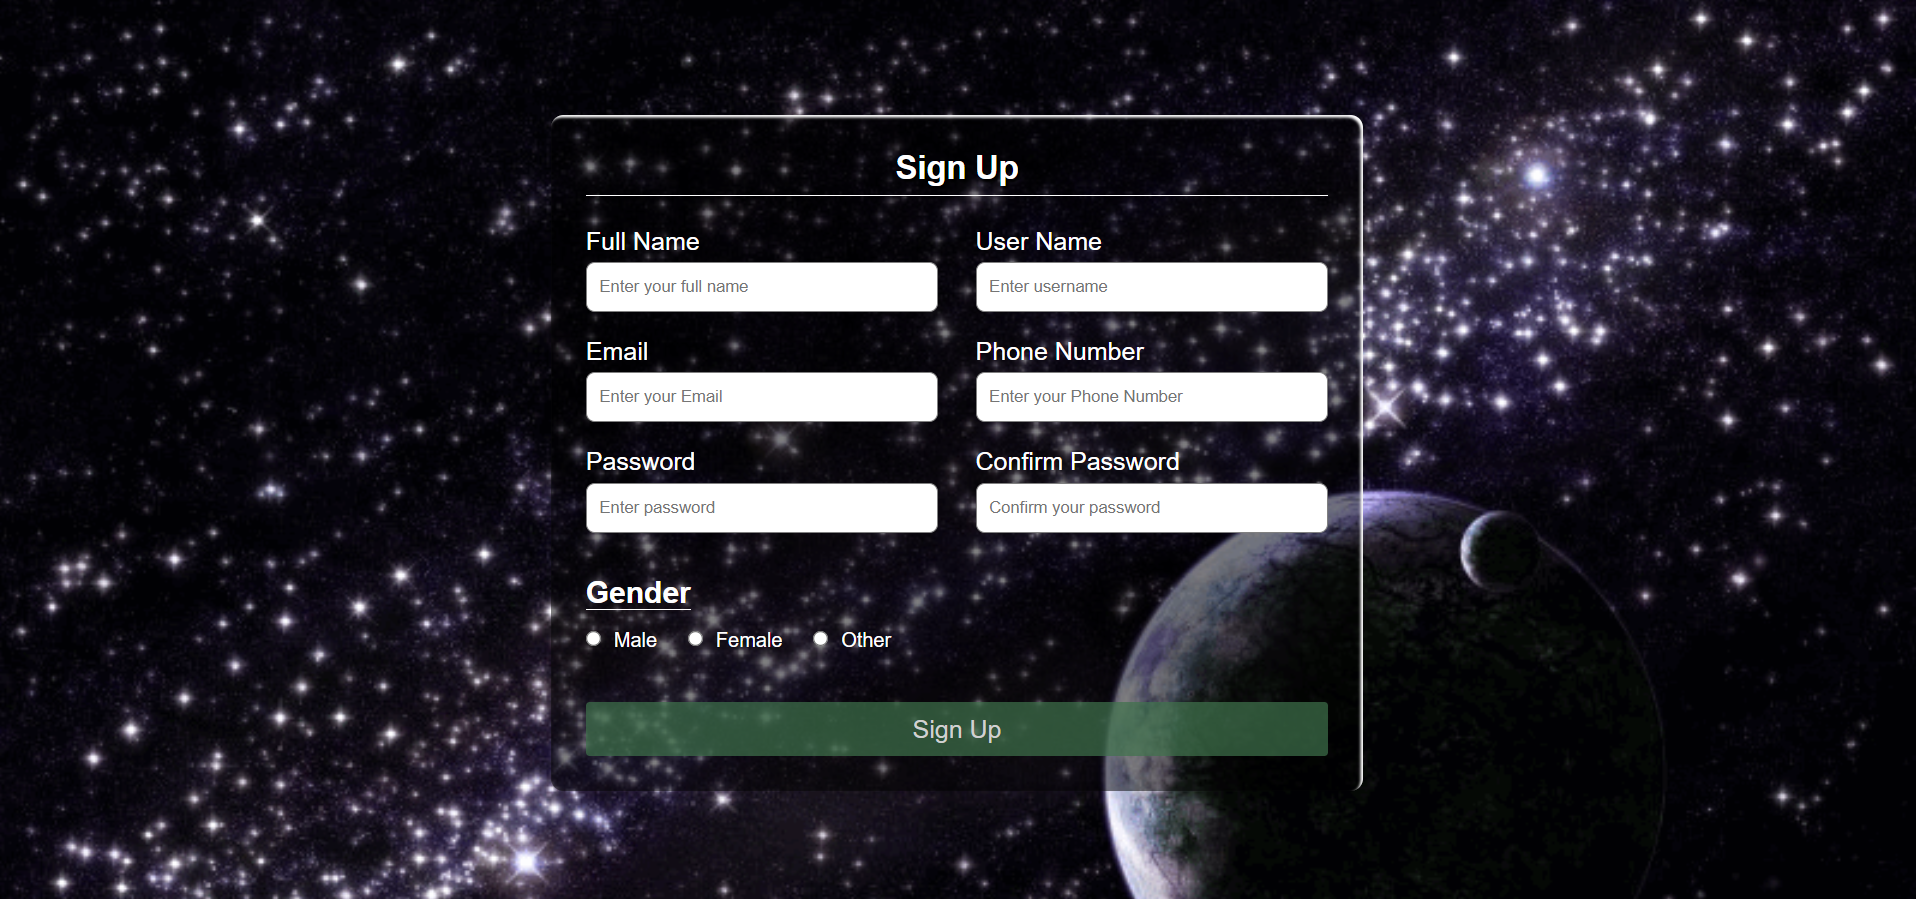 Sign Up
Full Name
User Name
Enter your full name
Enter username
Email
Phone Number
Enter your Email
Enter your Phone Number
Password
Confirm Password
Enter password
Confirm your password
Gender
Male Female Other
Sign Up